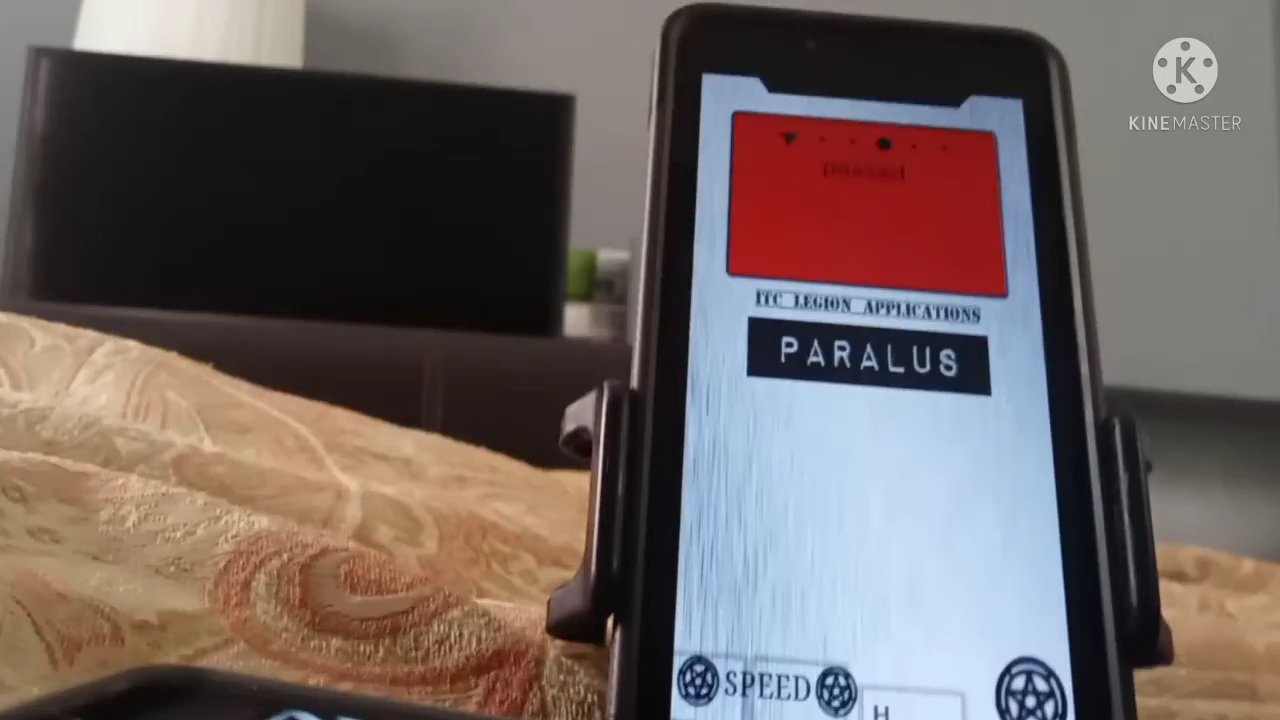 KINEMASTER
ITC LEGION APPLICATIONS
PARALUS
SPEED
H